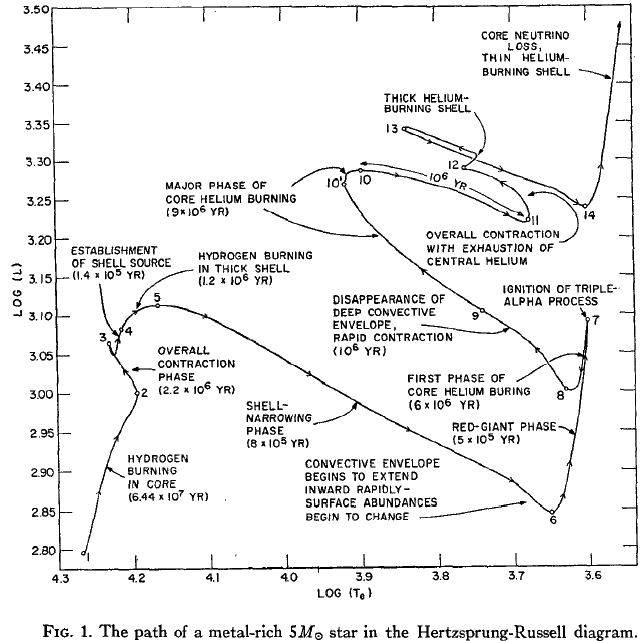 3.50
3.45
3.40
3.35
3.30
3.25
3.20
3.15
3.10
3.05
3.00
2.95
2.90
2.85
2.80
LOG (L)
4.3
4.2
4.1
4.0
3.9
3.8
3.7
3.6
LOG (Te)
CORE NEUTRINO
LOSS,
THIN HELIUM-
BURNING SHELL
THICK HELIUM-
BURNING SHELL
13
12
14
10'
10
10⁶ YR
11
MAJOR PHASE OF
CORE HELIUM BURNING
(9×10⁶ YR)
OVERALL CONTRACTION
WITH EXHAUSTION OF
CENTRAL HELIUM
ESTABLISHMENT
OF SHELL SOURCE
(1.4 × 10⁵ YR)
HYDROGEN BURNING
IN THICK SHELL
(1.2 × 10⁶ YR)
5
3
4
IGNITION OF TRIPLE-
ALPHA PROCESS
7
9
DISAPPEARANCE OF
DEEP CONVECTIVE
ENVELOPE,
RAPID CONTRACTION
(10⁶ YR)
OVERALL
CONTRACTION
PHASE
(2.2 × 10⁶ YR)
2
8
FIRST PHASE OF
CORE HELIUM BURING
(6 × 10⁶ YR)
SHELL-
NARROWING
PHASE
(8 × 10⁵ YR)
RED-GIANT PHASE
(5 × 10⁵ YR)
HYDROGEN
BURNING
IN CORE
(6.44 × 10⁷ YR)
CONVECTIVE ENVELOPE
BEGINS TO EXTEND
INWARD RAPIDLY-
SURFACE ABUNDANCES
BEGIN TO CHANGE
6
FIG. 1. The path of a metal-rich 5M⊙ star in the Hertzsprung-Russell diagram.